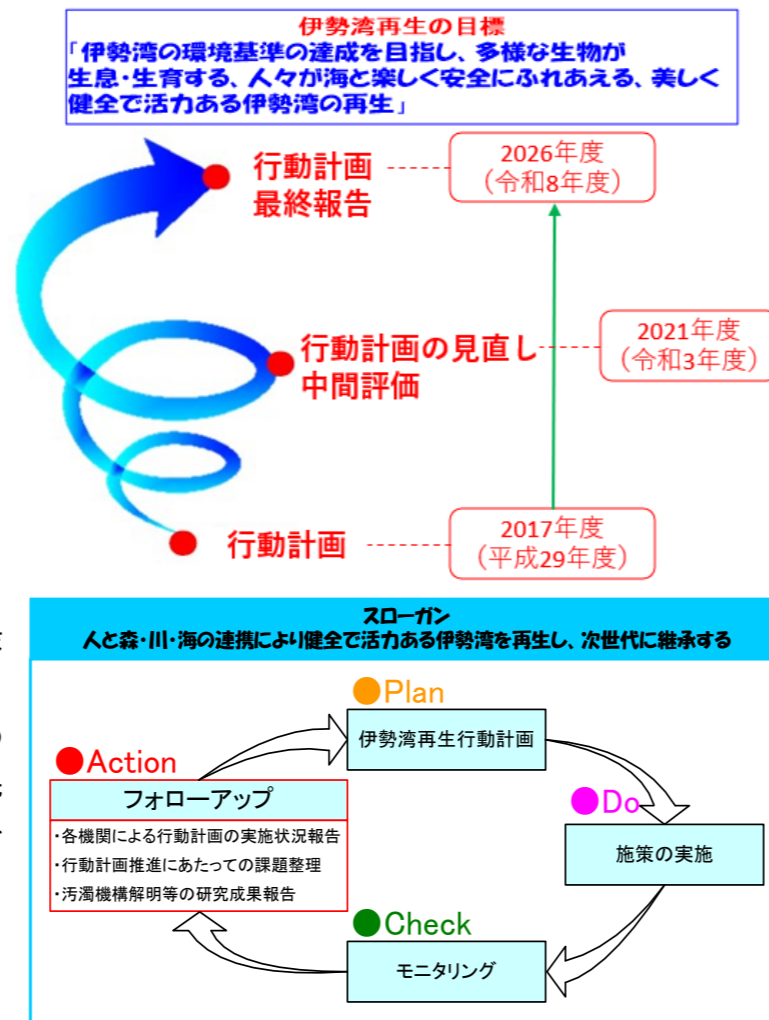 伊勢湾再生の目標
「伊勢湾の環境基準の達成を目指し、多様な生物が
生息・生育する、人々が海と楽しく安全にふれあえる、美しく
健全で活力ある伊勢湾の再生」
行動計画
最終報告
2026年度
（令和8年度）
行動計画の見直し
中間評価
2021年度
（令和3年度）
行動計画
2017年度
（平成29年度）
スローガン
人と森・川・海の連携により健全で活力ある伊勢湾を再生し、次世代に継承する
●Plan
伊勢湾再生行動計画
●Action
フォローアップ
・各機関による行動計画の実施状況報告
・行動計画推進にあたっての課題整理
・汚濁機構解明等の研究成果報告
●Do
施策の実施
●Check
モニタリング